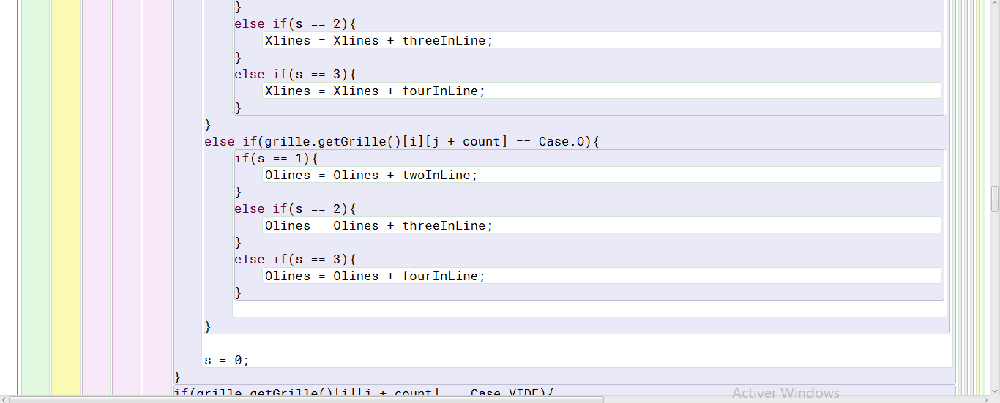 }
else if(s == 2){
Xlines = Xlines + threeInLine;
}
else if(s == 3){
Xlines = Xlines + fourInLine;
}
}
else if(grille.getGrille()[i][j + count] == Case.O){
if(s == 1){
Olines = Olines + twoInLine;
}
else if(s == 2){
Olines = Olines + threeInLine;
}
else if(s == 3){
Olines = Olines + fourInLine;
}
}
s = 0;
}
if(grille.getGrille()[i][j + count] == Case.VIDE){
Activer Windows